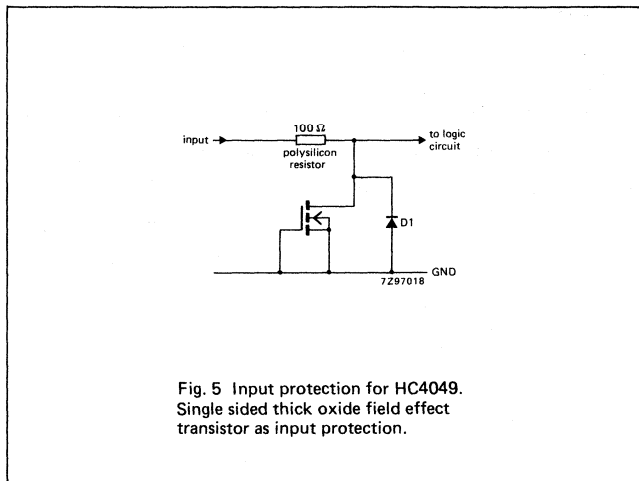 100 Ω
input
to logic
circuit
polysilicon
resistor
D1
GND
7Z97018
Fig. 5 Input protection for HC4049.
Single sided thick oxide field effect
transistor as input protection.